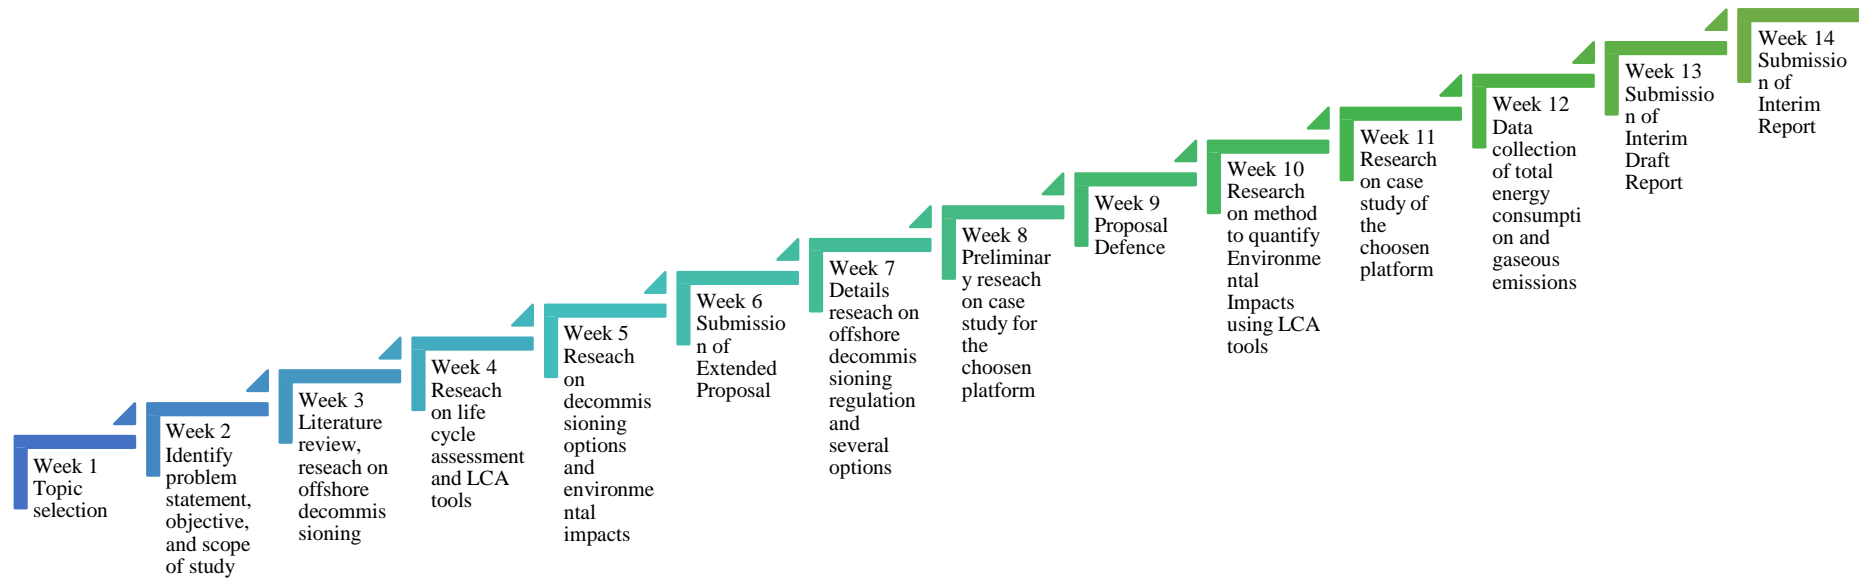 Week 1
Topic
selection
Week 2
Identify
problem
statement,
objective,
and scope
of study
Week 3
Literature
review,
reseach on
offshore
decommis
sioning
Week 4
Reseach
on life
cycle
assessment
and LCA
tools
Week 5
Reseach
on
decommis
sioning
options
and
environme
ntal
impacts
Week 6
Submissio
n of
Extended
Proposal
Week 7
Details
reseach on
offshore
decommis
sioning
regulation
and
several
options
Week 8
Preliminar
y reseach
on case
study for
the
choosen
platform
Week 9
Proposal
Defence
Week 10
Research
on method
to quantify
Environme
ntal
Impacts
using LCA
tools
Week 11
Research
on case
study of
the
choosen
platform
Week 12
Data
collection
of total
energy
consumpti
on and
gaseous
emissions
Week 13
Submissio
n of
Interim
Draft
Report
Week 14
Submissio
n of
Interim
Report